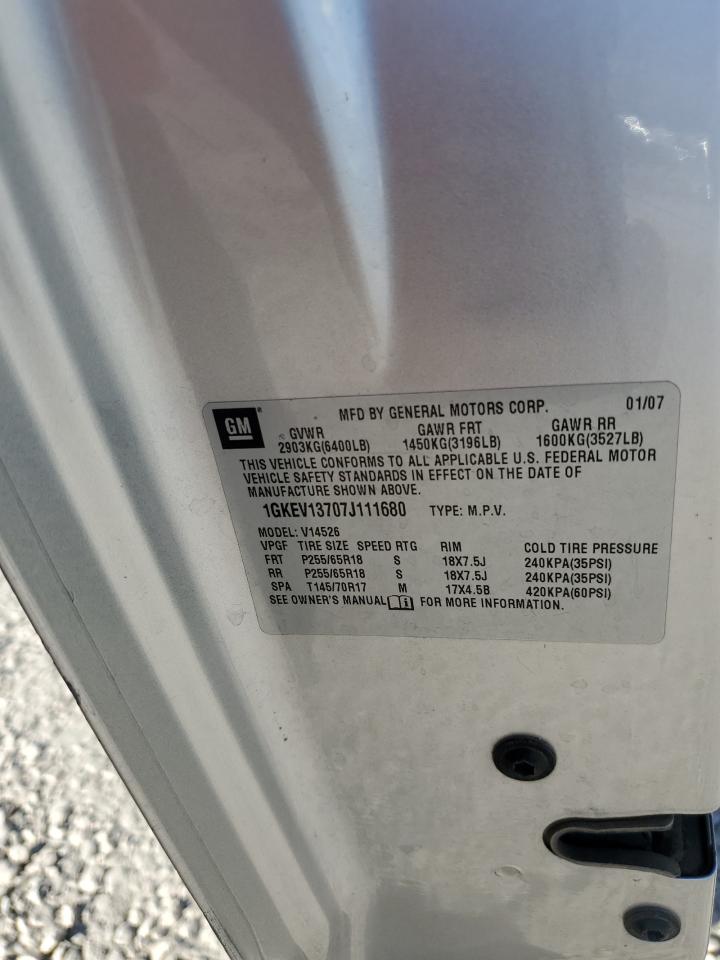 GM
MFD BY GENERAL MOTORS CORP. 01/07
GVWR GAWR FRT GAWR RR
2903KG(6400LB) 1450KG(3196LB) 1600KG(3527LB)
THIS VEHICLE CONFORMS TO ALL APPLICABLE U.S. FEDERAL MOTOR
VEHICLE SAFETY STANDARDS IN EFFECT ON THE DATE OF
MANUFACTURE SHOWN ABOVE.
1GKEV13707J111680 TYPE: M.P.V.
MODEL: V14526
VPGF TIRE SIZE SPEED RTG RIM COLD TIRE PRESSURE
FRT P255/65R18 S 18X7.5J 240KPA(35PSI)
RR P255/65R18 S 18X7.5J 240KPA(35PSI)
SPA T145/70R17 M 17X4.5B 420KPA(60PSI)
SEE OWNER'S MANUAL FOR MORE INFORMATION.